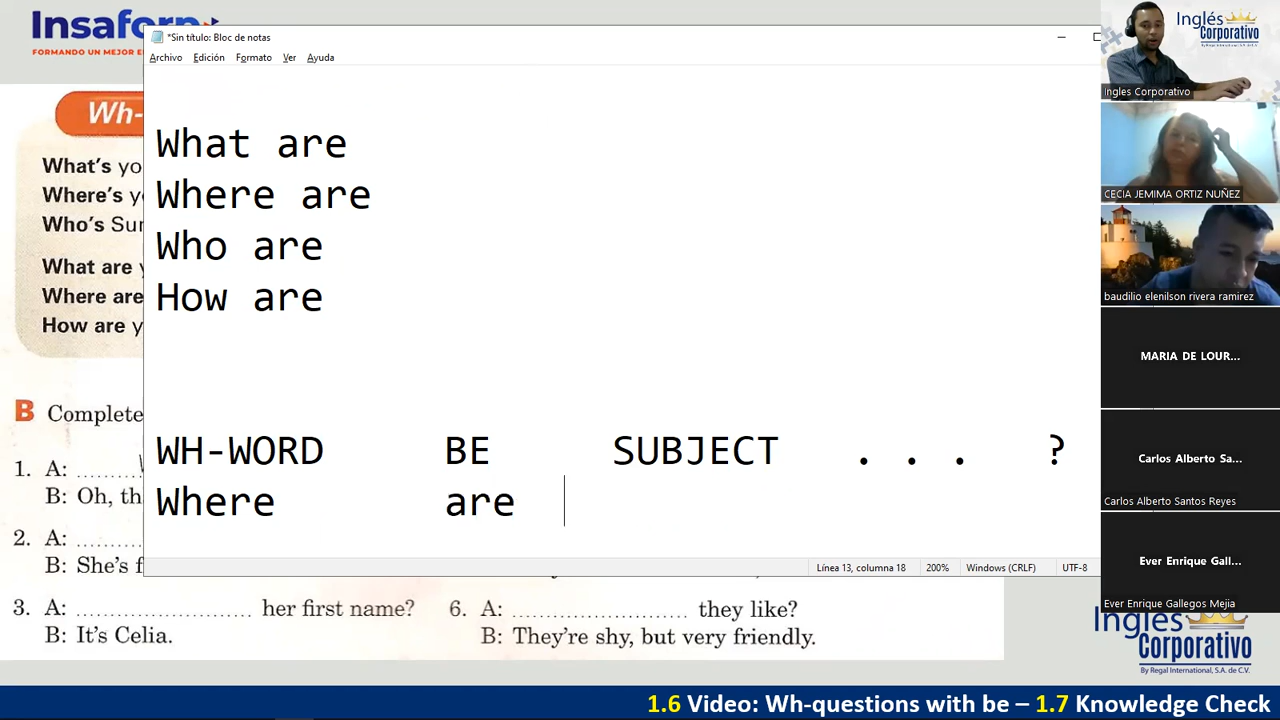 Insaforp
FORMANDO UN MEJOR E
*Sin título: Bloc de notas
Archivo Edición Formato Ver Ayuda
What are
Where are
Who are
How are
WH-WORD BE SUBJECT . . . ?
Where are
Línea 13, columna 18 200% Windows (CRLF) UTF-8
Wh-
What's yo
Where's y
Who's Sur
What are y
Where are
How are y
B Complete
1. A:
B: Oh, th
2. A:
B: She's f
3. A: ........................ her first name?
B: It's Celia.
6. A: ........................ they like?
B: They're shy, but very friendly.
Inglés
Corporativo
By Regal International, S.A. de C.V.
Ingles Corporativo
CECIA JEMIMA ORTIZ NUÑEZ
baudilio elenilson rivera ramirez
MARIA DE LOUR...
Carlos Alberto Sa...
Carlos Alberto Santos Reyes
Ever Enrique Gall...
Ever Enrique Gallegos Mejia
Inglés
Corporativo
By Regal International, S.A. de C.V.
1.6 Video: Wh-questions with be – 1.7 Knowledge Check